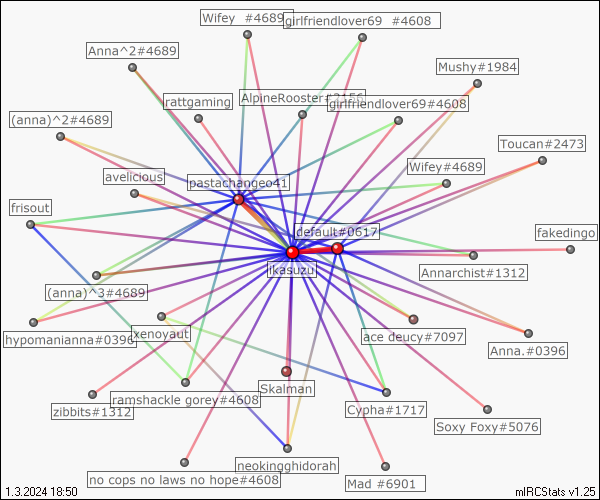 Wifey #4689
girlfriendlover69 #4608
Anna^2#4689
Mushy#1984
rattgaming
AlpineRooster#2156
girlfriendlover69#4608
(anna)^2#4689
Toucan#2473
Wifey#4689
avelicious
pastachangeo41
frisout
default#0617
fakedingo
ikasuzu
Annarchist#1312
(anna)^3#4689
xenoyaut
hypomanianna#0396
ace deucy#7097
Anna.#0396
Skalman
ramshackle gorey#4608
zibbits#1312
Cypha#1717
Soxy Foxy#5076
neokingghidorah
no cops no laws no hope#4608
Mad #6901
1.3.2024 18:50
mIRCStats v1.25